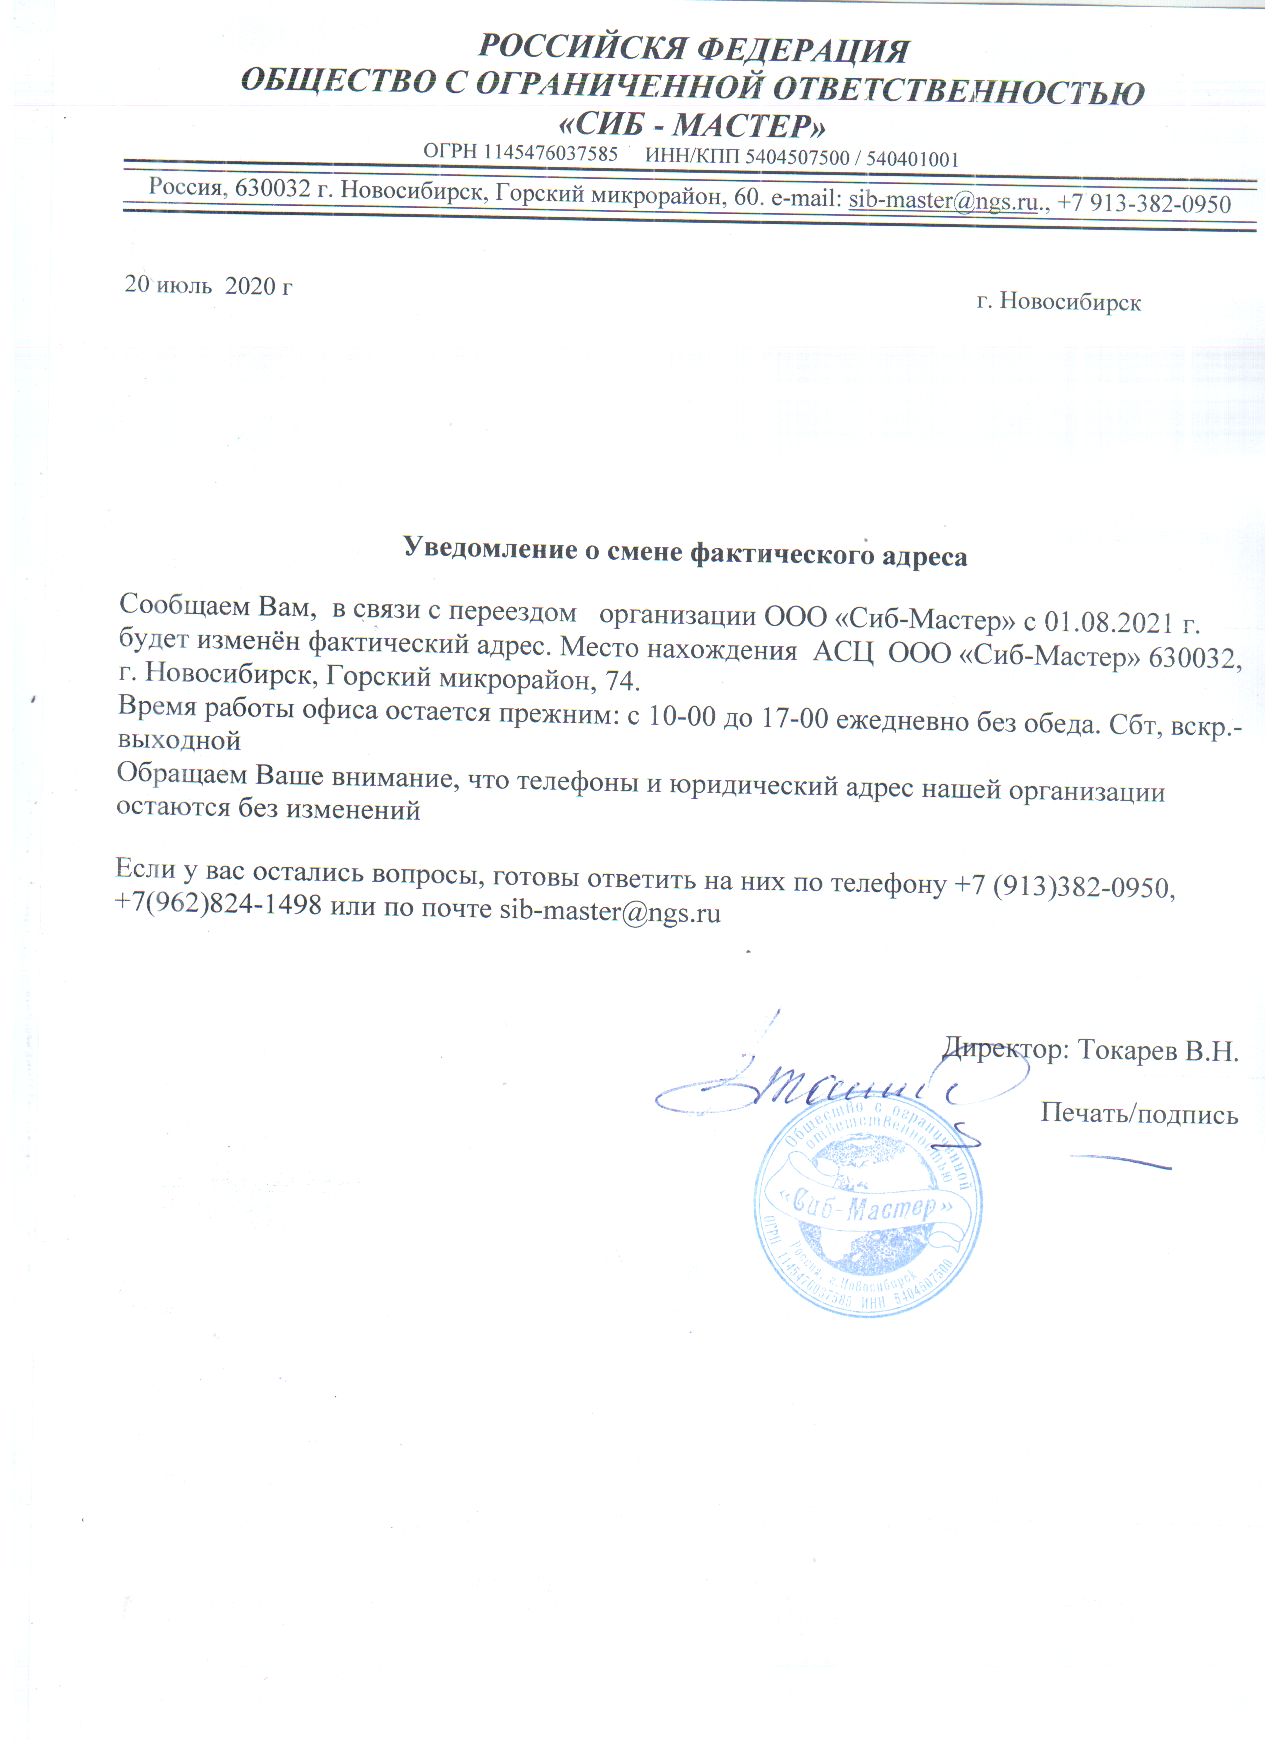 РОССИЙСКЯ ФЕДЕРАЦИЯ
ОБЩЕСТВО С ОГРАНИЧЕННОЙ ОТВЕТСТВЕННОСТЬЮ
«СИБ - МАСТЕР»
ОГРН 1145476037585 ИНН/КПП 5404507500 / 540401001
Россия, 630032 г. Новосибирск, Горский микрорайон, 60. e-mail: sib-master@ngs.ru., +7 913-382-0950
20 июль 2020 г
г. Новосибирск
Уведомление о смене фактического адреса
Сообщаем Вам, в связи с переездом организации ООО «Сиб-Мастер» с 01.08.2021 г.
будет изменён фактический адрес. Место нахождения АСЦ ООО «Сиб-Мастер» 630032,
г. Новосибирск, Горский микрорайон, 74.
Время работы офиса остается прежним: с 10-00 до 17-00 ежедневно без обеда. Сбт, вскр.-
выходной
Обращаем Ваше внимание, что телефоны и юридический адрес нашей организации
остаются без изменений
Если у вас остались вопросы, готовы ответить на них по телефону +7 (913)382-0950,
+7(962)824-1498 или по почте sib-master@ngs.ru
Директор: Токарев В.Н.
Печать/подпись
Общество с ограниченной
ответственностью
«Сиб-Мастер»
Россия, г. Новосибирск
ОГРН 1145476037585 ИНН 5404507500